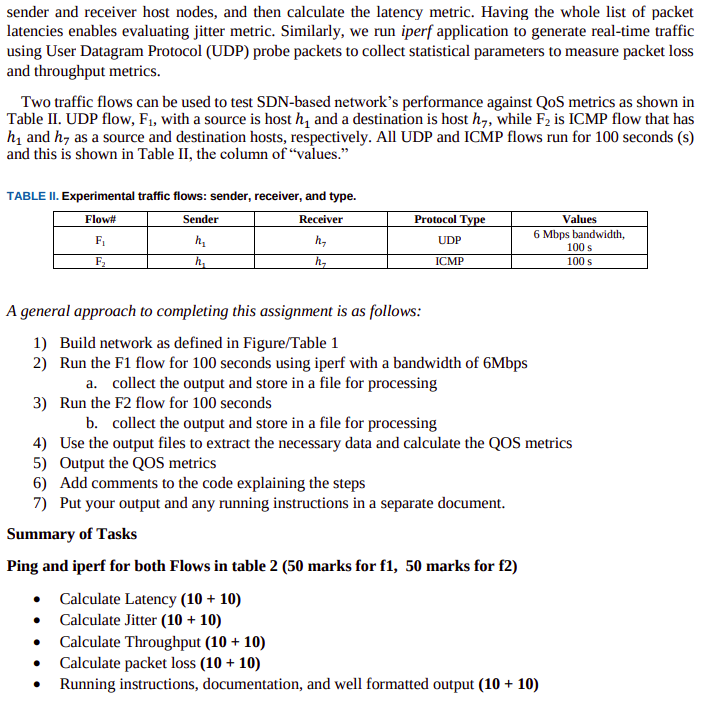 sender and receiver host nodes, and then calculate the latency metric. Having the whole list of packet
latencies enables evaluating jitter metric. Similarly, we run iperf application to generate real-time traffic
using User Datagram Protocol (UDP) probe packets to collect statistical parameters to measure packet loss
and throughput metrics.
Two traffic flows can be used to test SDN-based network's performance against QoS metrics as shown in
Table II. UDP flow, F₁, with a source is host h₁ and a destination is host h₇, while F₂ is ICMP flow that has
h₁ and h₇ as a source and destination hosts, respectively. All UDP and ICMP flows run for 100 seconds (s)
and this is shown in Table II, the column of “values.”
TABLE II. Experimental traffic flows: sender, receiver, and type.
Flow# Sender Receiver Protocol Type Values
F₁ h₁ h₇ UDP 6 Mbps bandwidth,
100 s
F₂ h₁ h₇ ICMP 100 s
A general approach to completing this assignment is as follows:
1) Build network as defined in Figure/Table 1
2) Run the F1 flow for 100 seconds using iperf with a bandwidth of 6Mbps
a. collect the output and store in a file for processing
3) Run the F2 flow for 100 seconds
b. collect the output and store in a file for processing
4) Use the output files to extract the necessary data and calculate the QOS metrics
5) Output the QOS metrics
6) Add comments to the code explaining the steps
7) Put your output and any running instructions in a separate document.
Summary of Tasks
Ping and iperf for both Flows in table 2 (50 marks for f1, 50 marks for f2)
• Calculate Latency (10 + 10)
• Calculate Jitter (10 + 10)
• Calculate Throughput (10 + 10)
• Calculate packet loss (10 + 10)
• Running instructions, documentation, and well formatted output (10 + 10)